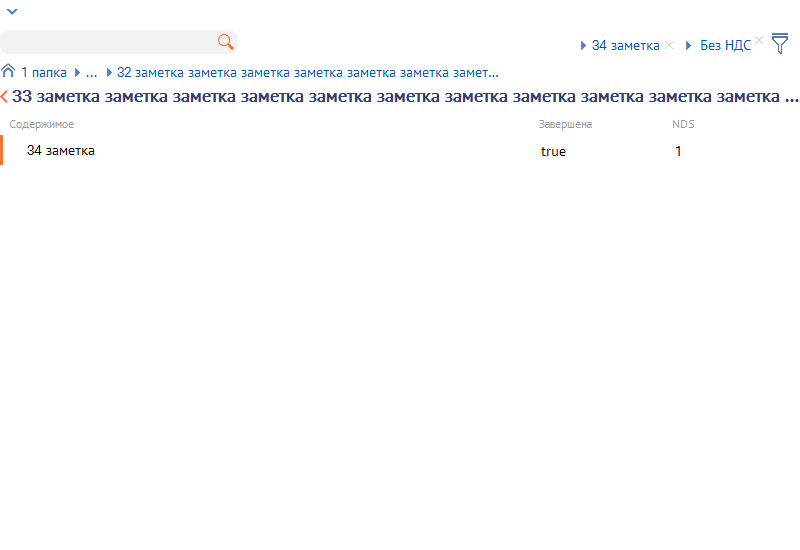 34 заметка Без НДС
1 папка ... 32 заметка заметка заметка заметка заметка заметка замет...
33 заметка заметка заметка заметка заметка заметка заметка заметка заметка заметка заметка ...
Содержимое Завершена NDS
34 заметка true 1